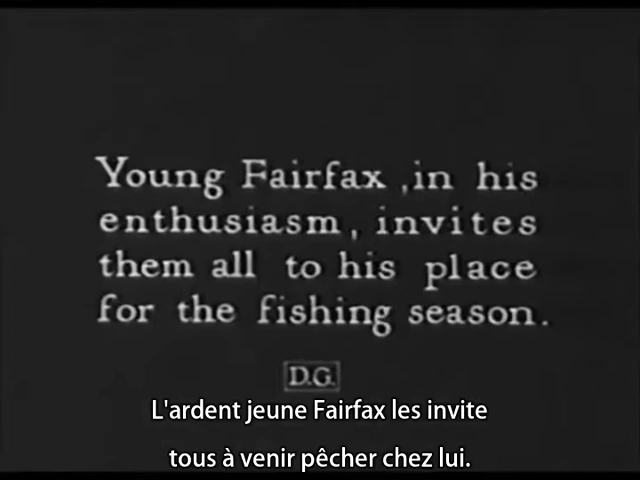 Young Fairfax , in his
enthusiasm, invites
them all to his place
for the fishing season.
D.G.
L'ardent jeune Fairfax les invite
tous à venir pêcher chez lui.